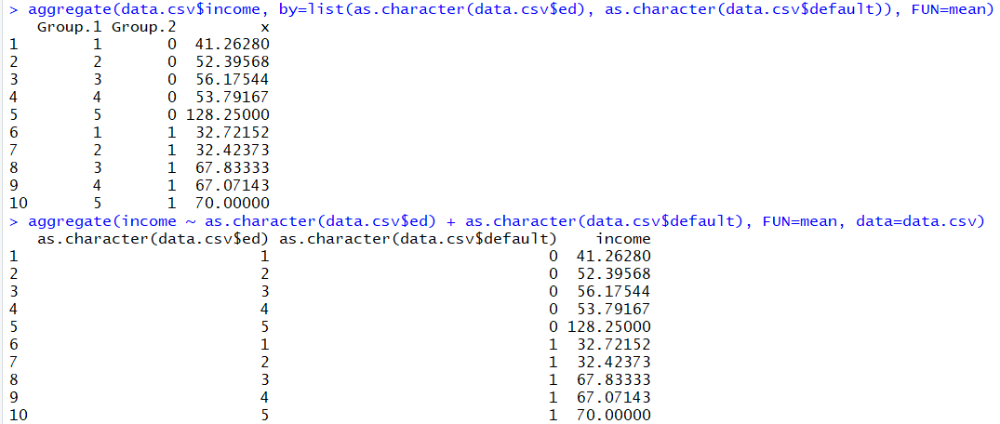 > aggregate(data.csv$income, by=list(as.character(data.csv$ed), as.character(data.csv$default)), FUN=mean)
Group.1 Group.2 x
1 1 0 41.26280
2 2 0 52.39568
3 3 0 56.17544
4 4 0 53.79167
5 5 0 128.25000
6 1 1 32.72152
7 2 1 32.42373
8 3 1 67.83333
9 4 1 67.07143
10 5 1 70.00000
> aggregate(income ~ as.character(data.csv$ed) + as.character(data.csv$default), FUN=mean, data=data.csv)
as.character(data.csv$ed) as.character(data.csv$default) income
1 1 0 41.26280
2 2 0 52.39568
3 3 0 56.17544
4 4 0 53.79167
5 5 0 128.25000
6 1 1 32.72152
7 2 1 32.42373
8 3 1 67.83333
9 4 1 67.07143
10 5 1 70.00000